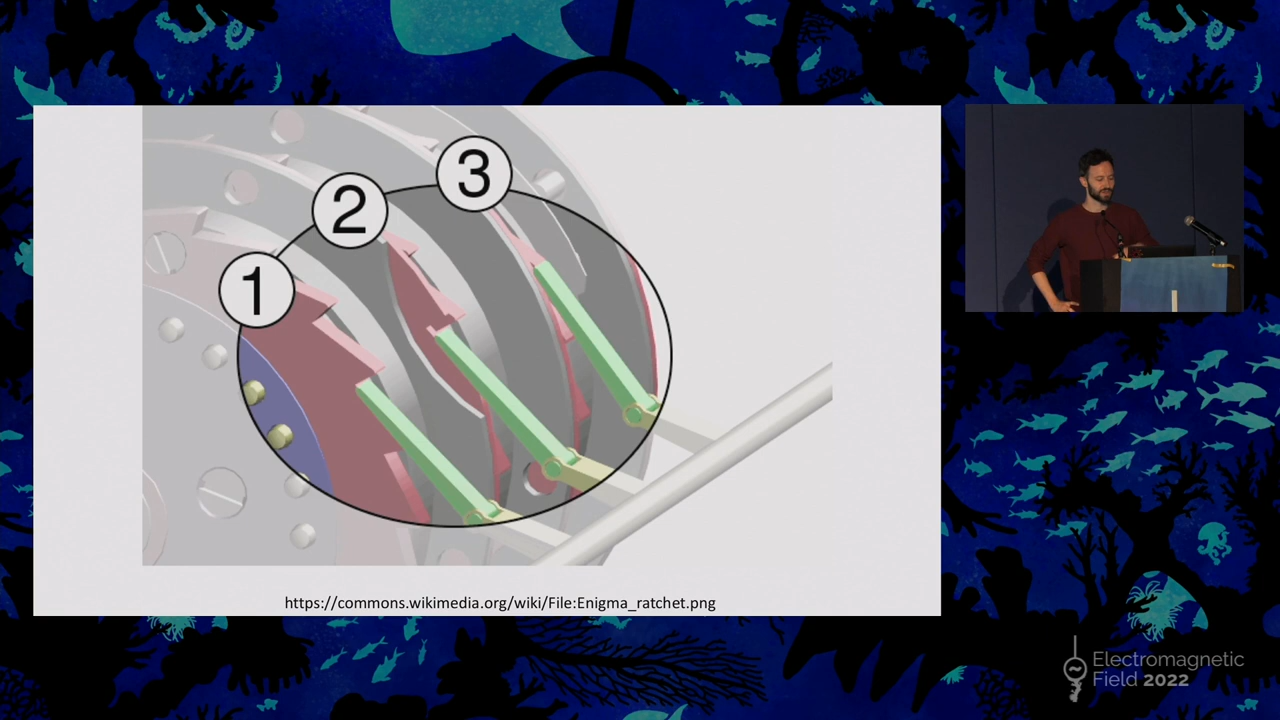 1
2
3
https://commons.wikimedia.org/wiki/File:Enigma_ratchet.png
Electromagnetic
Field 2022